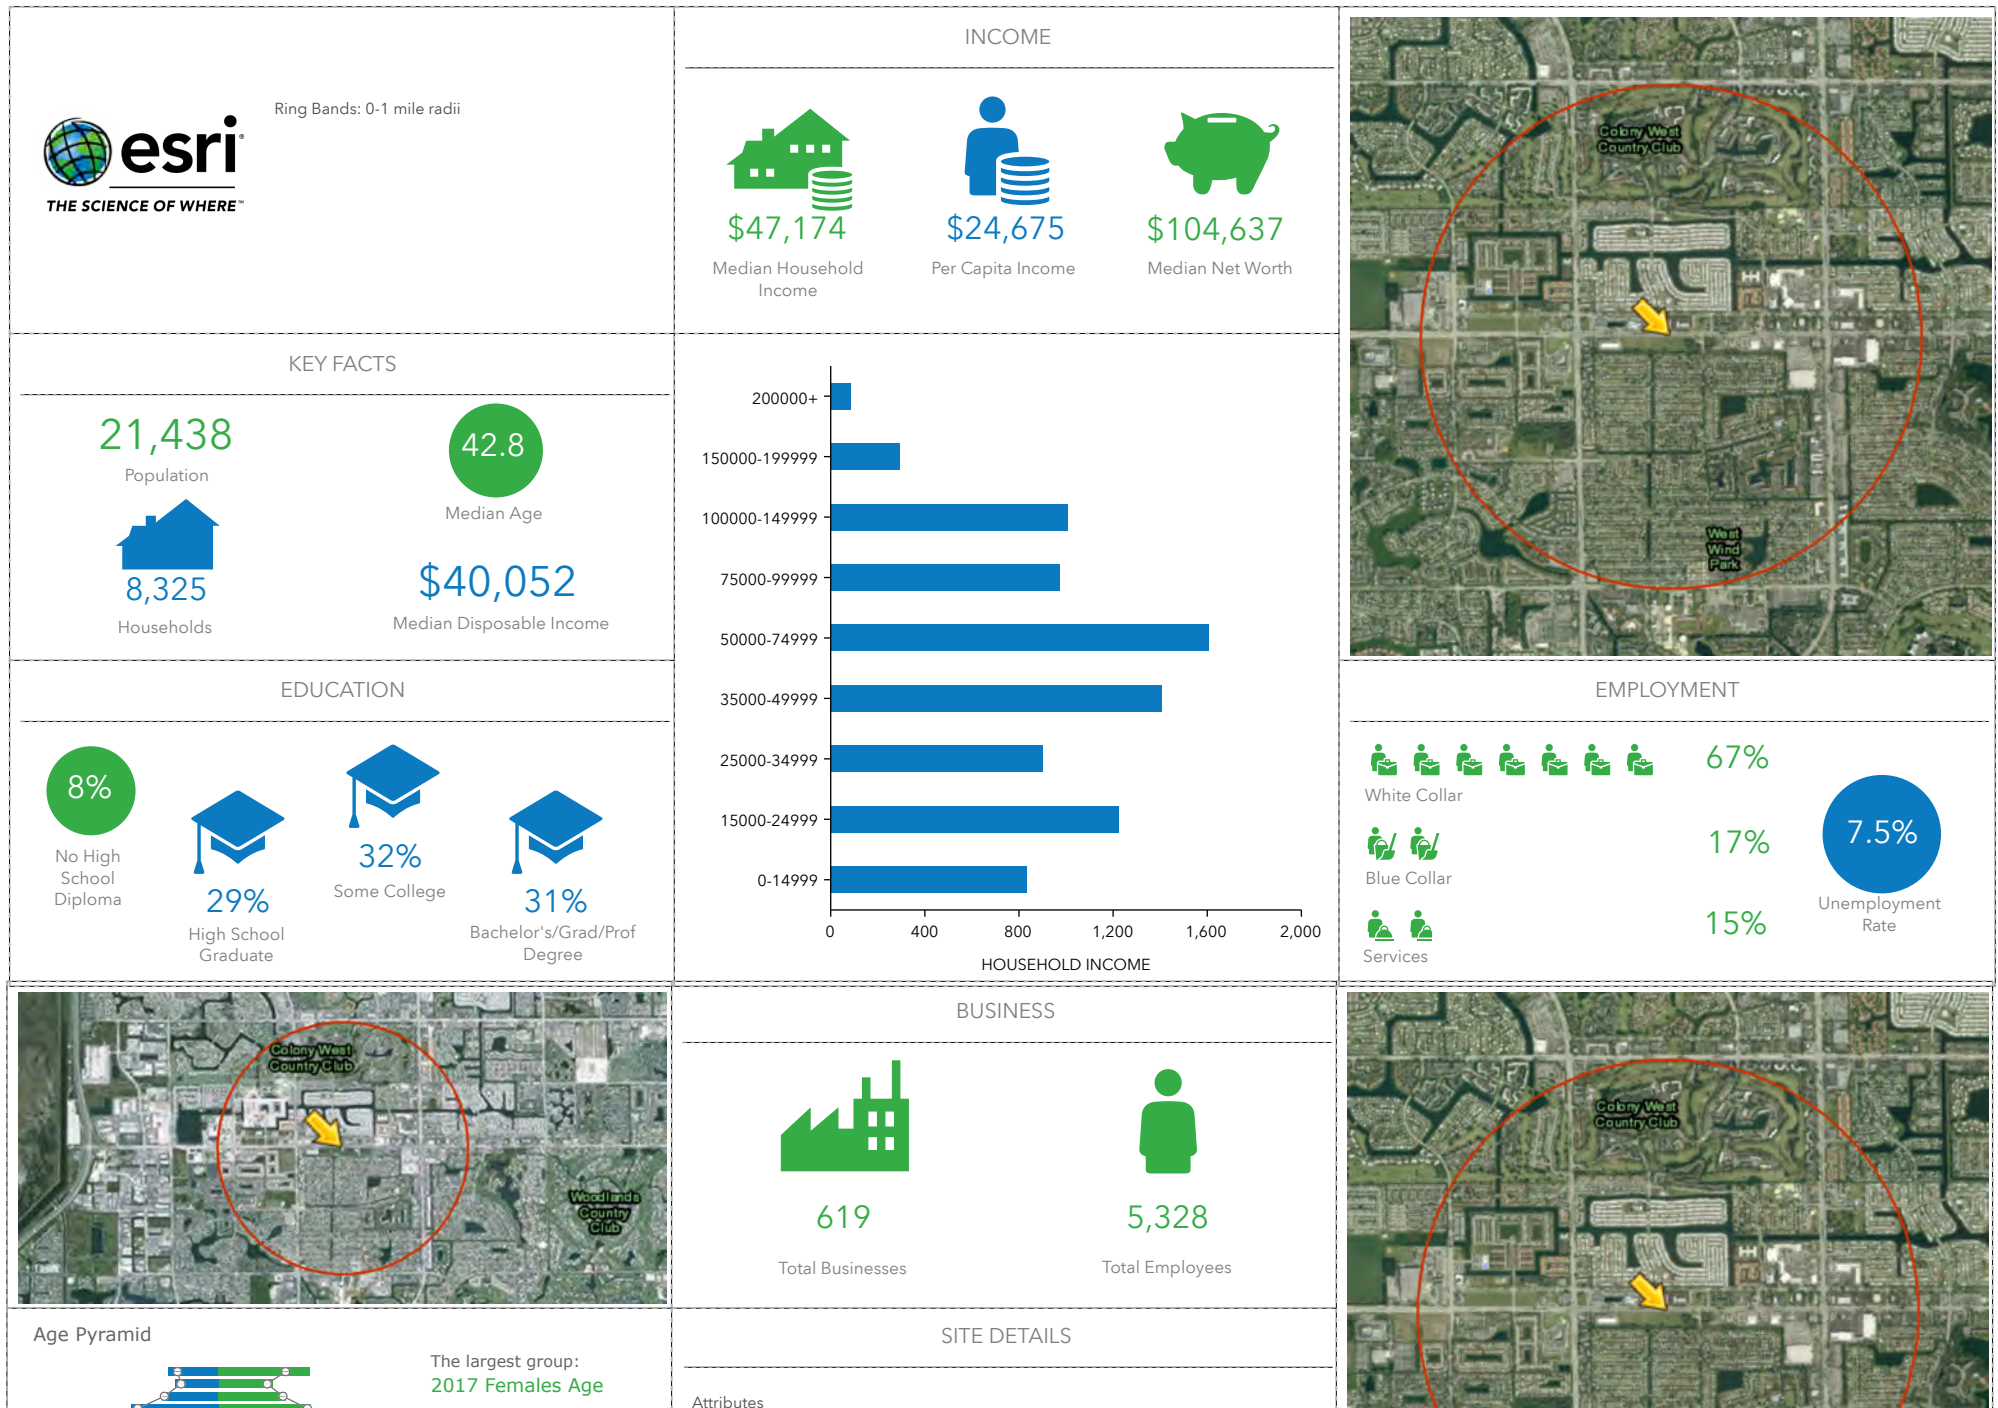 esri
THE SCIENCE OF WHERE™
Ring Bands: 0-1 mile radii
INCOME
$47,174
Median Household
Income
$24,675
Per Capita Income
$104,637
Median Net Worth
Colony West
Country Club
West
Wind
Park
KEY FACTS
21,438
Population
42.8
Median Age
8,325
Households
$40,052
Median Disposable Income
200000+
150000-199999
100000-149999
75000-99999
50000-74999
35000-49999
25000-34999
15000-24999
0-14999
0
400
800
1,200
1,600
2,000
HOUSEHOLD INCOME
EDUCATION
8%
No High
School
Diploma
29%
High School
Graduate
32%
Some College
31%
Bachelor's/Grad/Prof
Degree
EMPLOYMENT
67%
White Collar
17%
Blue Collar
15%
Services
7.5%
Unemployment
Rate
Colony West
Country Club
Woodlands
Country
Club
BUSINESS
619
Total Businesses
5,328
Total Employees
Colony West
Country Club
Age Pyramid
The largest group:
2017 Females Age
SITE DETAILS
Attributes